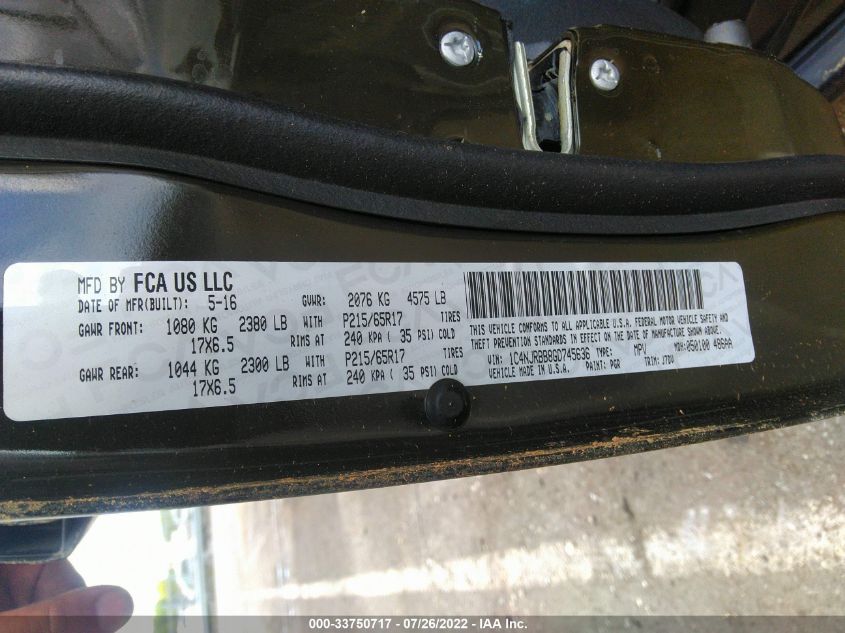 MFD BY FCA US LLC
DATE OF MFR(BUILT): 5-16 GVWR: 2076 KG 4575 LB
GAWR FRONT: 1080 KG 2380 LB WITH P215/65R17 TIRES
17X6.5 RIMS AT 240 KPA ( 35 PSI) COLD
GAWR REAR: 1044 KG 2300 LB WITH P215/65R17 TIRES
17X6.5 RIMS AT 240 KPA ( 35 PSI) COLD
THIS VEHICLE CONFORMS TO ALL APPLICABLE U.S.A. FEDERAL MOTOR VEHICLE SAFETY AND
THEFT PREVENTION STANDARDS IN EFFECT ON THE DATE OF MANUFACTURE SHOWN ABOVE.
VIN: 1C4NJRBB8GD745636 TYPE: MPV MDH: 050100 486AA
VEHICLE MADE IN U.S.A. PAINT: PGR TRIM: J7DV
000-33750717 - 07/26/2022 - IAA Inc.